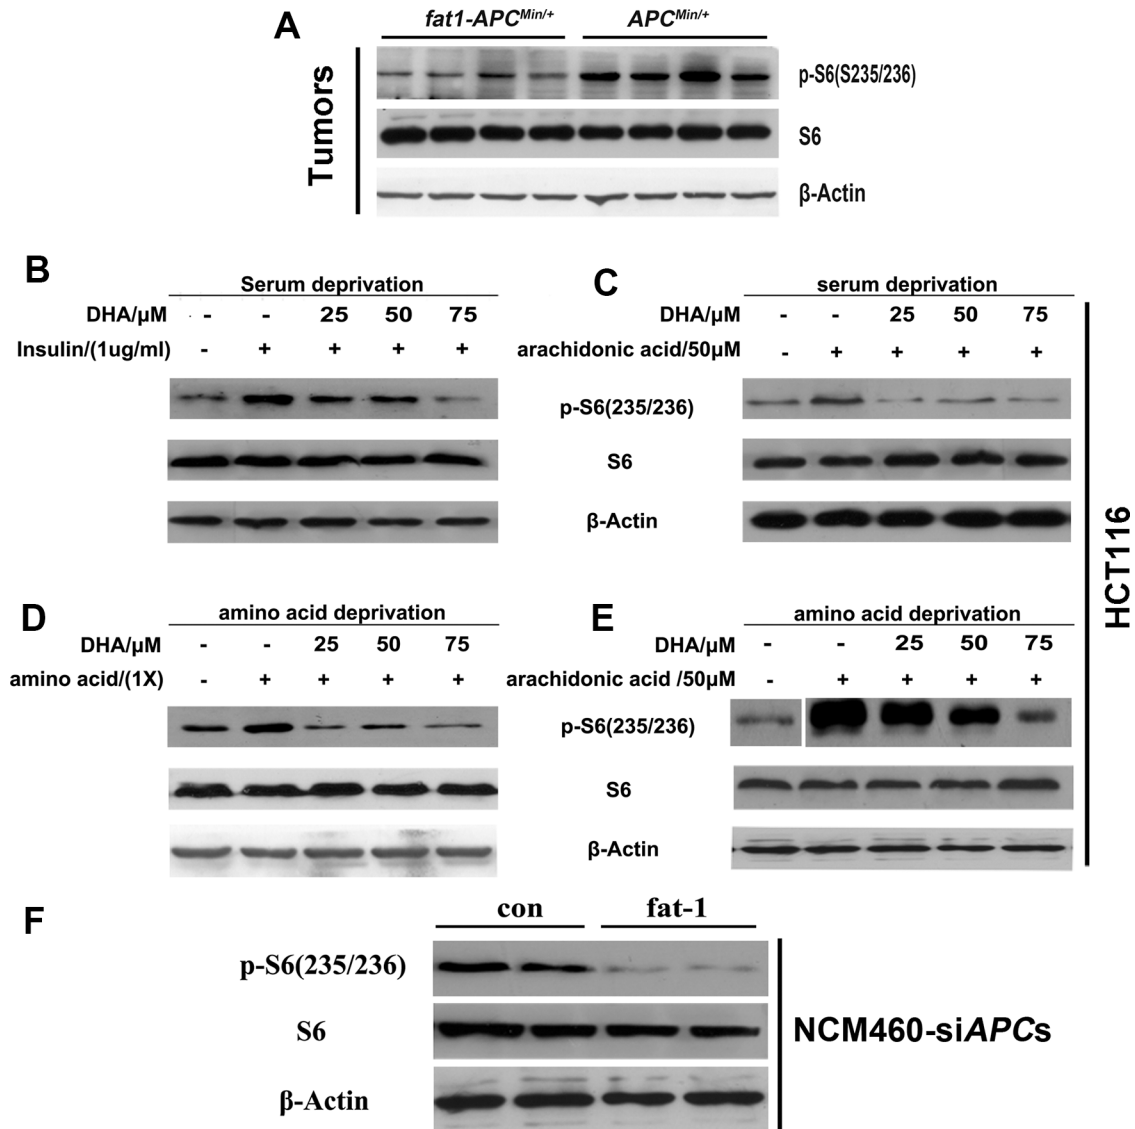 A
fat1-APCMin/+ APCMin/+
Tumors
p-S6(S235/236)
S6
β-Actin
B
Serum deprivation
DHA/μM - - 25 50 75
Insulin/(1ug/ml) - + + + +
C
serum deprivation
DHA/μM - - 25 50 75
arachidonic acid/50μM - + + + +
p-S6(235/236)
S6
β-Actin
HCT116
D
amino acid deprivation
DHA/μM - - 25 50 75
amino acid/(1X) - + + + +
E
amino acid deprivation
DHA/μM - - 25 50 75
arachidonic acid /50μM - + + + +
p-S6(235/236)
S6
β-Actin
F
con fat-1
p-S6(235/236)
S6
β-Actin
NCM460-siAPCs